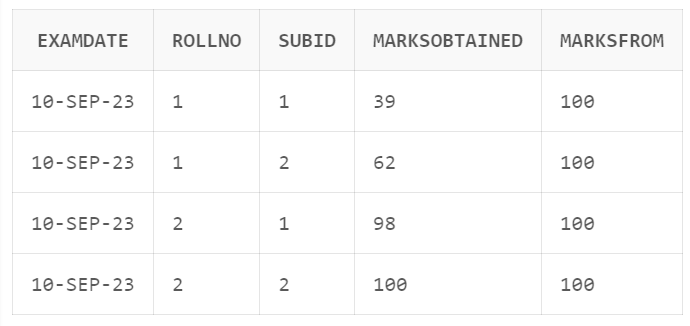 EXAMDATE ROLLNO SUBID MARKSOBTAINED MARKSFROM
10-SEP-23 1 1 39 100
10-SEP-23 1 2 62 100
10-SEP-23 2 1 98 100
10-SEP-23 2 2 100 100